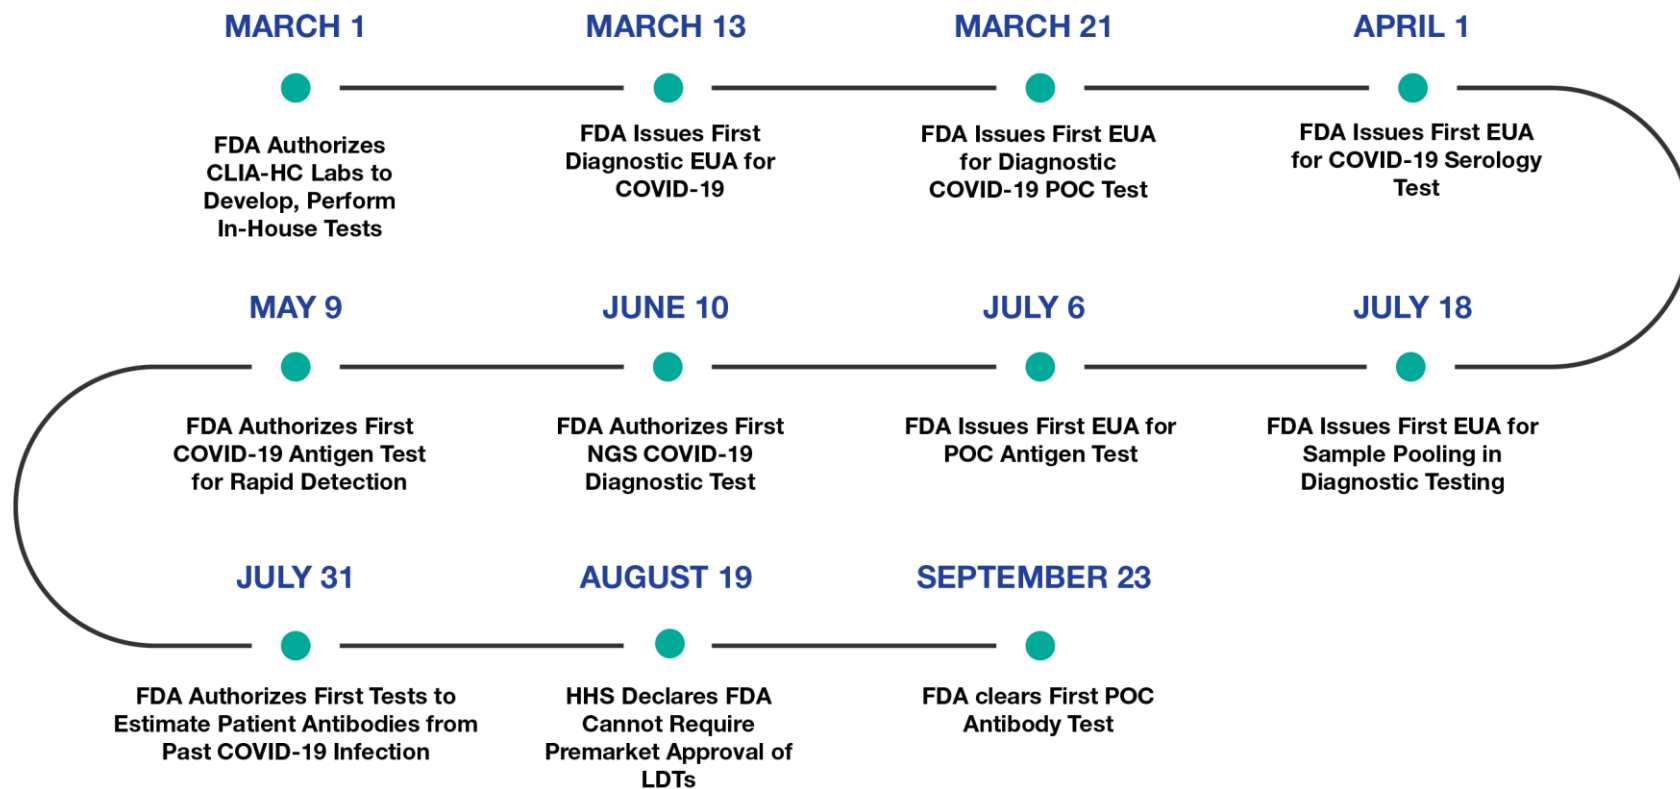 MARCH 1
FDA Authorizes
CLIA-HC Labs to
Develop, Perform
In-House Tests
MARCH 13
FDA Issues First
Diagnostic EUA for
COVID-19
MARCH 21
FDA Issues First EUA
for Diagnostic
COVID-19 POC Test
APRIL 1
FDA Issues First EUA
for COVID-19 Serology
Test
MAY 9
FDA Authorizes First
COVID-19 Antigen Test
for Rapid Detection
JUNE 10
FDA Authorizes First
NGS COVID-19
Diagnostic Test
JULY 6
FDA Issues First EUA for
POC Antigen Test
JULY 18
FDA Issues First EUA for
Sample Pooling in
Diagnostic Testing
JULY 31
FDA Authorizes First Tests to
Estimate Patient Antibodies from
Past COVID-19 Infection
AUGUST 19
HHS Declares FDA
Cannot Require
Premarket Approval of
LDTs
SEPTEMBER 23
FDA clears First POC
Antibody Test